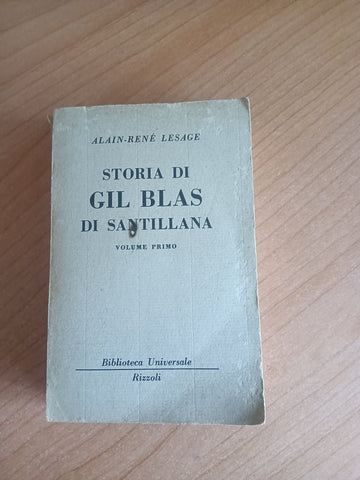 ALAIN-RENÉ LESAGE
STORIA DI
GIL BLAS
DI SANTILLANA
VOLUME PRIMO
Biblioteca Universale
Rizzoli